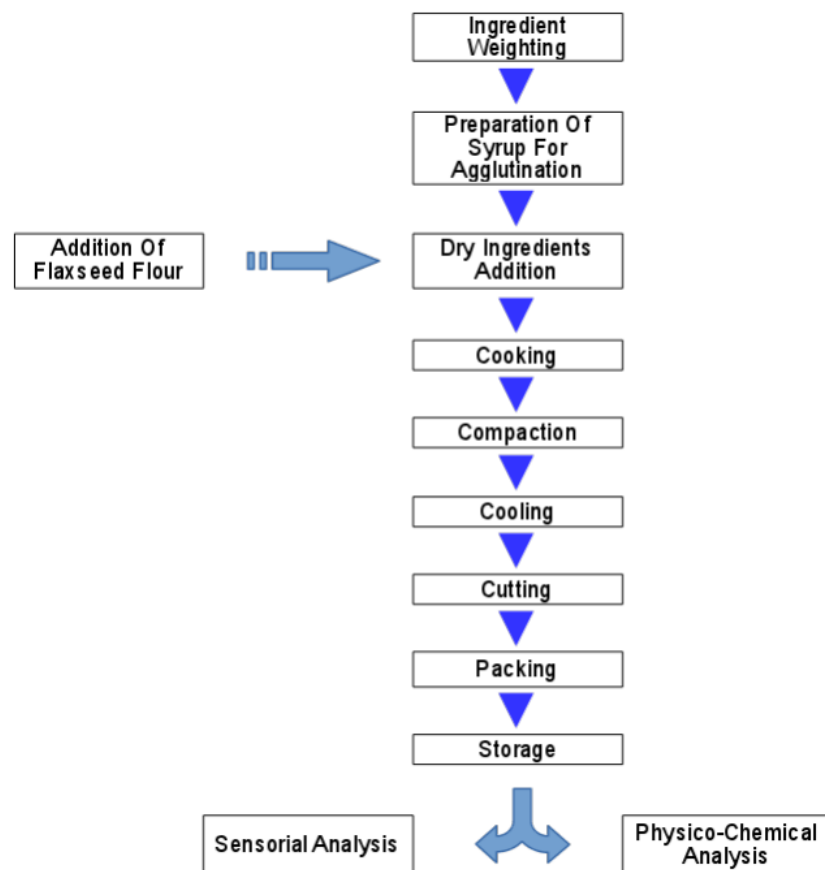 Ingredient
Weighting
Preparation Of
Syrup For
Agglutination
Addition Of
Flaxseed Flour
Dry Ingredients
Addition
Cooking
Compaction
Cooling
Cutting
Packing
Storage
Sensorial Analysis
Physico-Chemical
Analysis